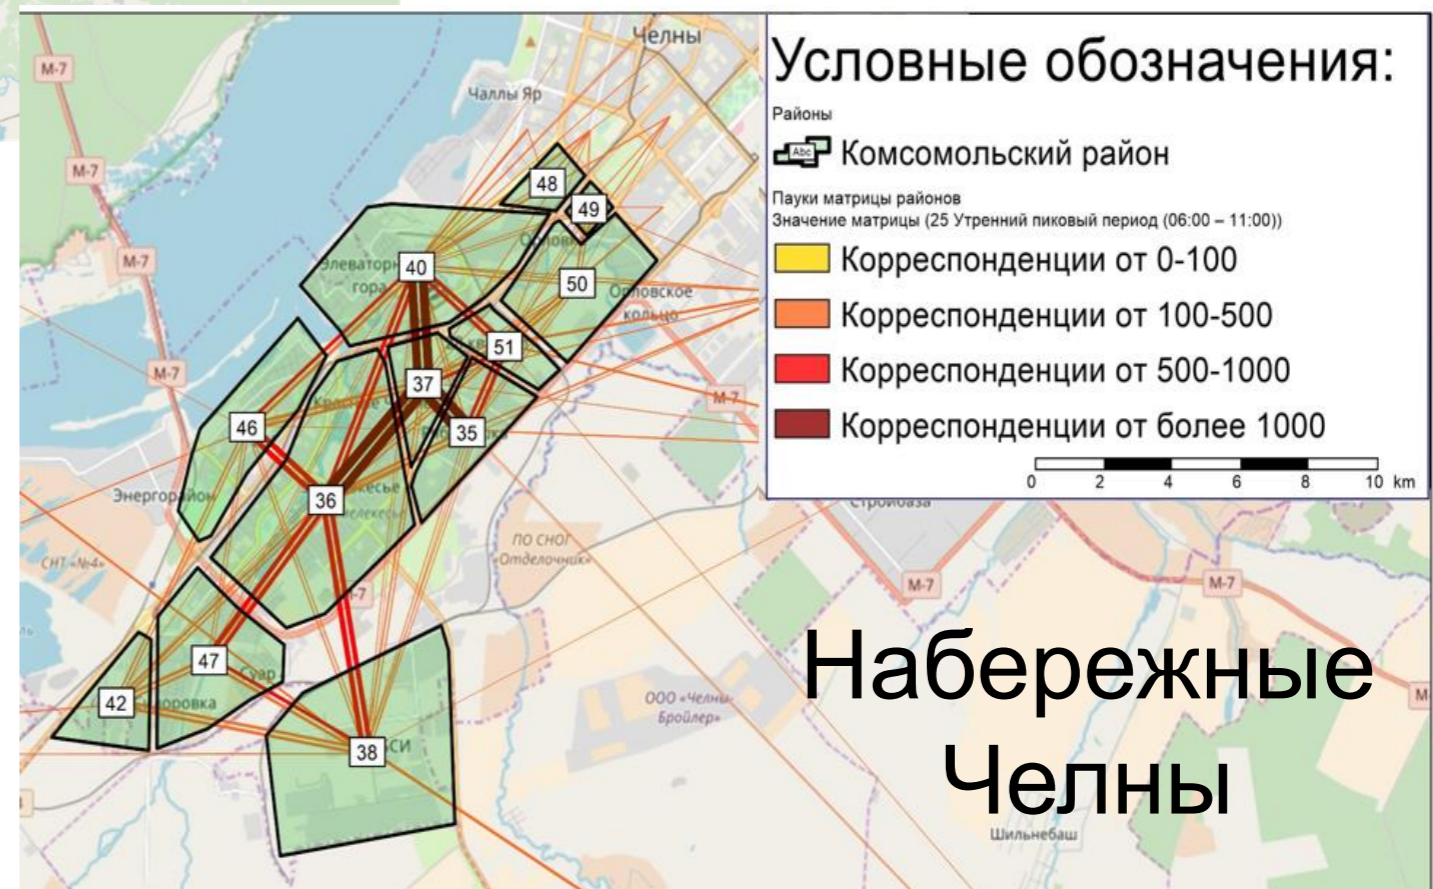 Условные обозначения:
Районы
Abc
Комсомольский район
Пауки матрицы районов
Значение матрицы (25 Утренний пиковый период (06:00 – 11:00))
Корреспонденции от 0-100
Корреспонденции от 100-500
Корреспонденции от 500-1000
Корреспонденции от более 1000
0 2 4 6 8 10 km
Челны
М-7
Чаллы Яр
М-7
48
49
М-7
40
гора
50
Орловское
кольцо
51
М-7
37
М-7
46
35
Энергорайон
36
Стройбаза
ПО СНОГ
«Отделочник»
СНТ «№4»
М-7
М-7
47
Суар
42
38
ООО «Челны-
Бройлер»
Набережные
Челны
Шильнебаш